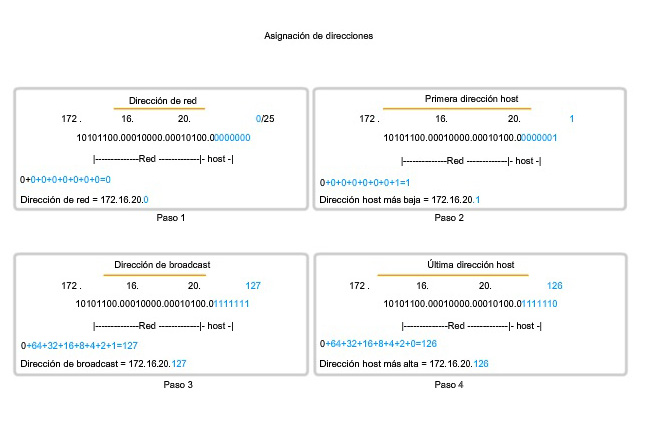 Asignación de direcciones
Dirección de red
172 . 16. 20. 0/25
10101100.00010000.00010100.00000000
|--------------Red -------------|- host -|
0+0+0+0+0+0+0+0=0
Dirección de red = 172.16.20.0
Paso 1
Primera dirección host
172 . 16. 20. 1
10101100.00010000.00010100.00000001
|--------------Red -------------|- host -|
0+0+0+0+0+0+0+1=1
Dirección host más baja = 172.16.20.1
Paso 2
Dirección de broadcast
172 . 16. 20. 127
10101100.00010000.00010100.01111111
|--------------Red -------------|- host -|
0+64+32+16+8+4+2+1=127
Dirección de broadcast = 172.16.20.127
Paso 3
Última dirección host
172 . 16. 20. 126
10101100.00010000.00010100.01111110
|--------------Red -------------|- host -|
0+64+32+16+8+4+2+0=126
Dirección host más alta = 172.16.20.126
Paso 4